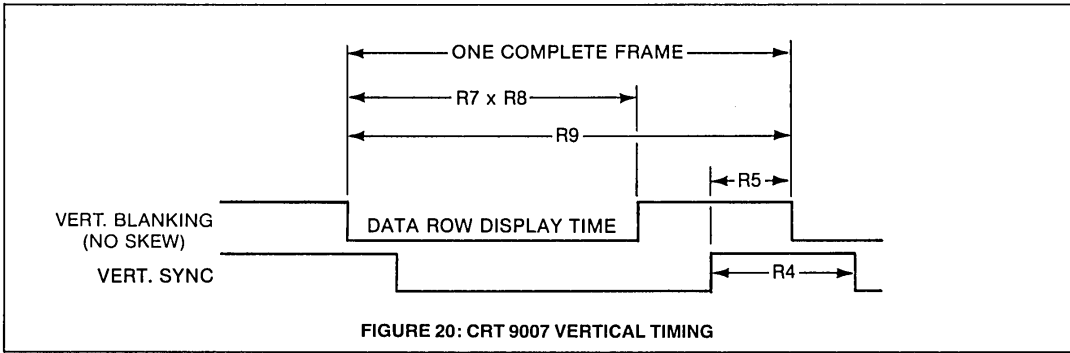 ONE COMPLETE FRAME
R7 x R8
R9
R5
VERT. BLANKING
(NO SKEW)
DATA ROW DISPLAY TIME
VERT. SYNC
R4
FIGURE 20: CRT 9007 VERTICAL TIMING